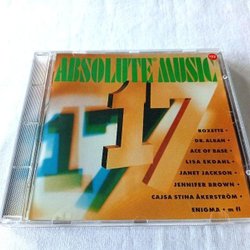 ABSOLUTE MUSIC
17
ROXETTE •
DR. ALBAN •
ACE OF BASE •
LISA EKDAHL •
JANET JACKSON •
JENNIFER BROWN •
CAJSA STINA ÅKERSTRÖM •
ENIGMA • m fl